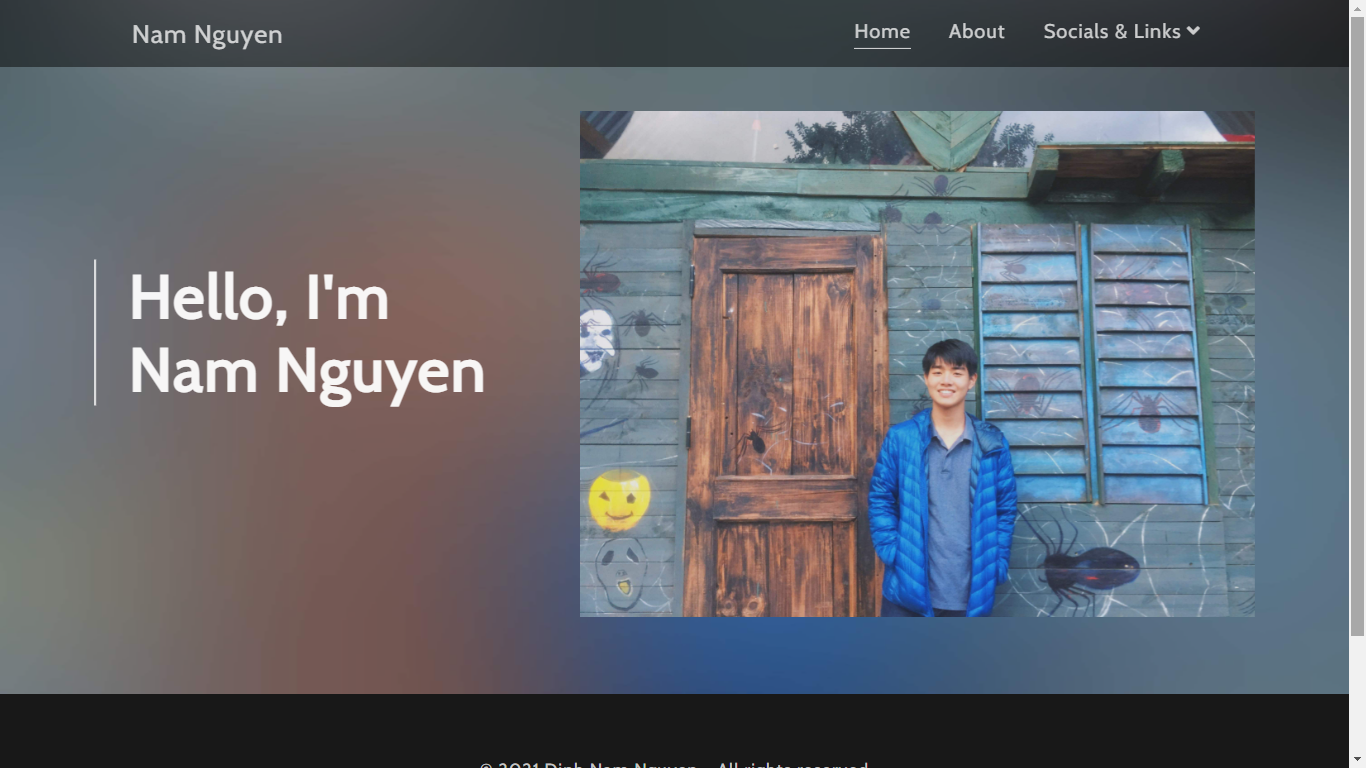 Nam Nguyen
Home About Socials & Links
Hello, I'm
Nam Nguyen
© 2021 Dinh Nam Nguyen - All rights reserved